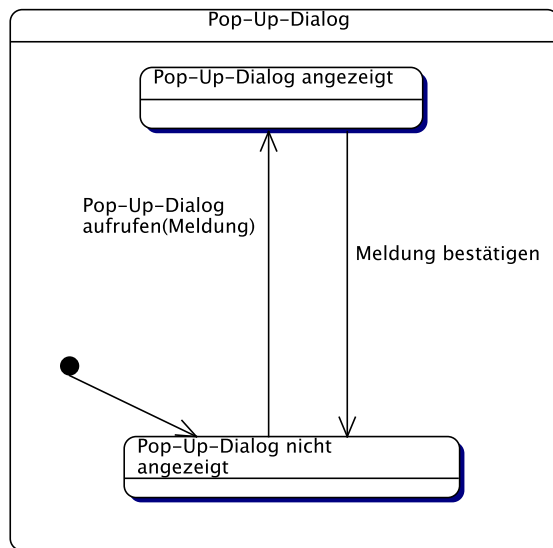 Pop-Up-Dialog
Pop-Up-Dialog angezeigt
Pop-Up-Dialog
aufrufen(Meldung)
Meldung bestätigen
Pop-Up-Dialog nicht
angezeigt